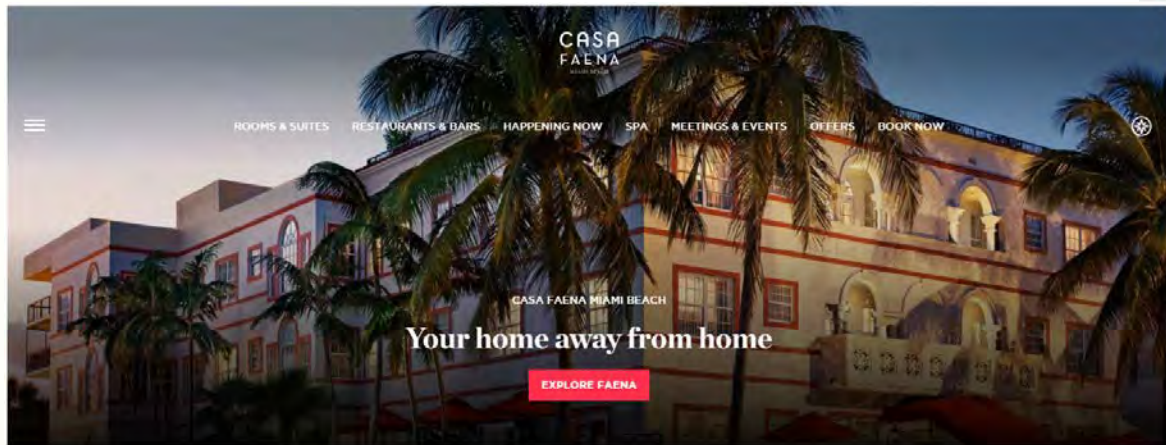 CASA
FAENA
ROOMS & SUITES RESTAURANTS & BARS HAPPENING NOW SPA MEETINGS & EVENTS OFFERS BOOK NOW
CASA FAENA MIAMI BEACH
Your home away from home
EXPLORE FAENA